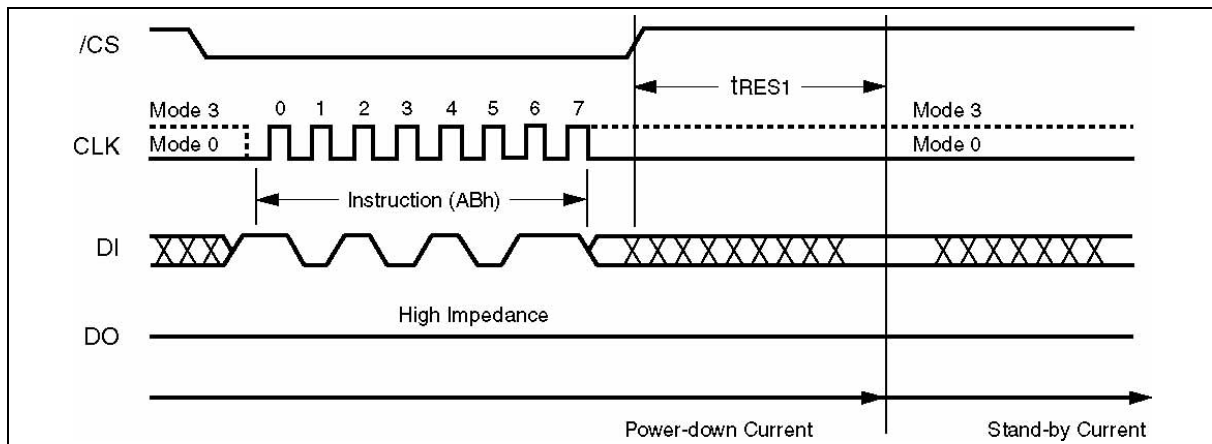 /CS
tRES1
Mode 3 0 1 2 3 4 5 6 7 Mode 3
CLK
Mode 0 Mode 0
Instruction (ABh)
DI
High Impedance
DO
Power-down Current Stand-by Current